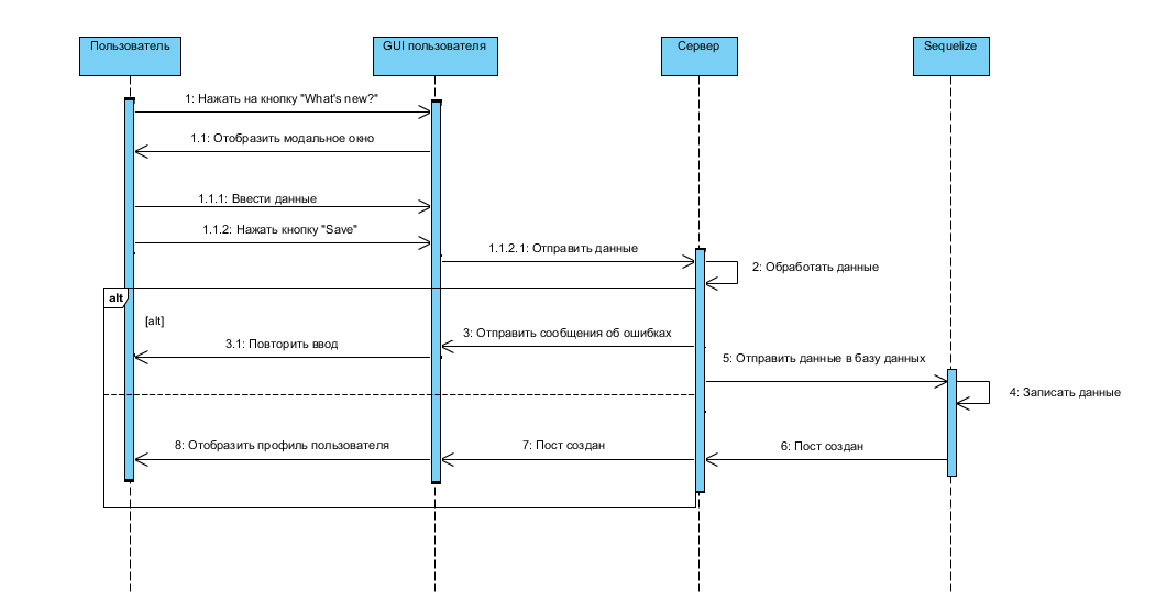 Пользователь
GUI пользователя
Сервер
Sequelize
1: Нажать на кнопку "What's new?"
1.1: Отобразить модальное окно
1.1.1: Ввести данные
1.1.2: Нажать кнопку "Save"
1.1.2.1: Отправить данные
2: Обработать данные
alt
[alt]
3: Отправить сообщения об ошибках
3.1: Повторить ввод
5: Отправить данные в базу данных
4: Записать данные
8: Отобразить профиль пользователя
7: Пост создан
6: Пост создан